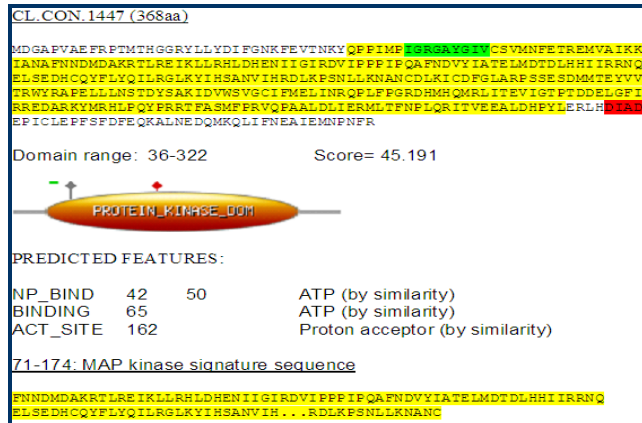 CL.CON.1447 (368aa)
MDGAPVAEFRPTMTHGGRYLLYDIFGNKFEVTNKYQPPIMPIGRGAYGIVCSVMNFETREMVAIKK
IANAFNNDMDAKRTLREIKLLRHLDHENIIGIRDVIPPPIPQAFNDVYIATELMDTDLHHIIRRNQ
ELSEDHCQYFLYQILRGLKYIHSANVIHRDLKPSNLLKNANCDLKICDFGLARPSSESDMMTEYVV
TRWYRAPELLLNSTDYSAKIDVWSVGCIFMELINRQPLFPGRDHMHQMRLITEVIGTPTDDELGFI
RREDARKYMRHLPQYPRRTFASMFPRVQPAALDLIERMLTFNPLQRITVEEALDHPYLERLHDIAD
EPICLEPFSFDFEQKALNEDQMKQLIFNEAIEMNPNFR
Domain range: 36-322 Score= 45.191
PROTEIN_KINASE_DOM
PREDICTED FEATURES:
NP_BIND 42 50 ATP (by similarity)
BINDING 65 ATP (by similarity)
ACT_SITE 162 Proton acceptor (by similarity)
71-174: MAP kinase signature sequence
FNNDMDAKRTLREIKLLRHLDHENIIGIRDVIPPPIPQAFNDVYIATELMDTDLHHIIRRNQ
ELSEDHCQYFLYQILRGLKYIHSANVIH...RDLKPSNLLKNANC